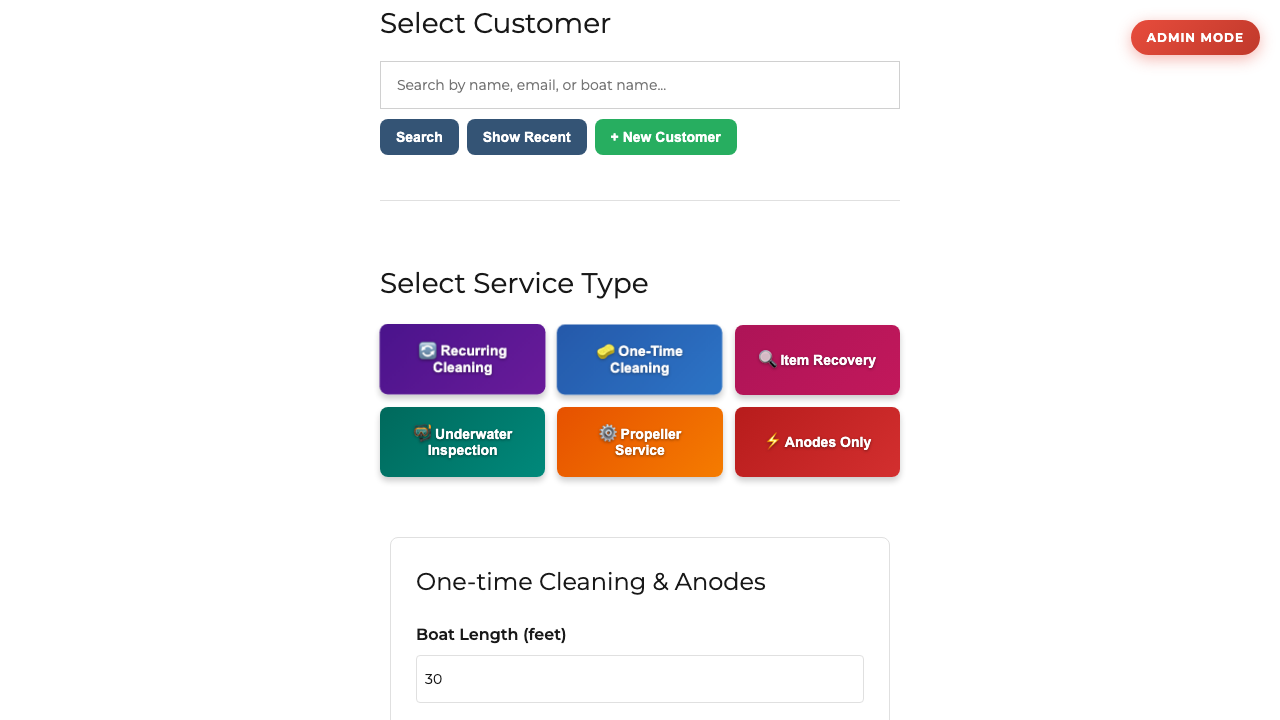 Select Customer
ADMIN MODE
Search by name, email, or boat name...
Search
Show Recent
+ New Customer
Select Service Type
Recurring
Cleaning
One-Time
Cleaning
Item Recovery
Underwater
Inspection
Propeller
Service
Anodes Only
One-time Cleaning & Anodes
Boat Length (feet)
30